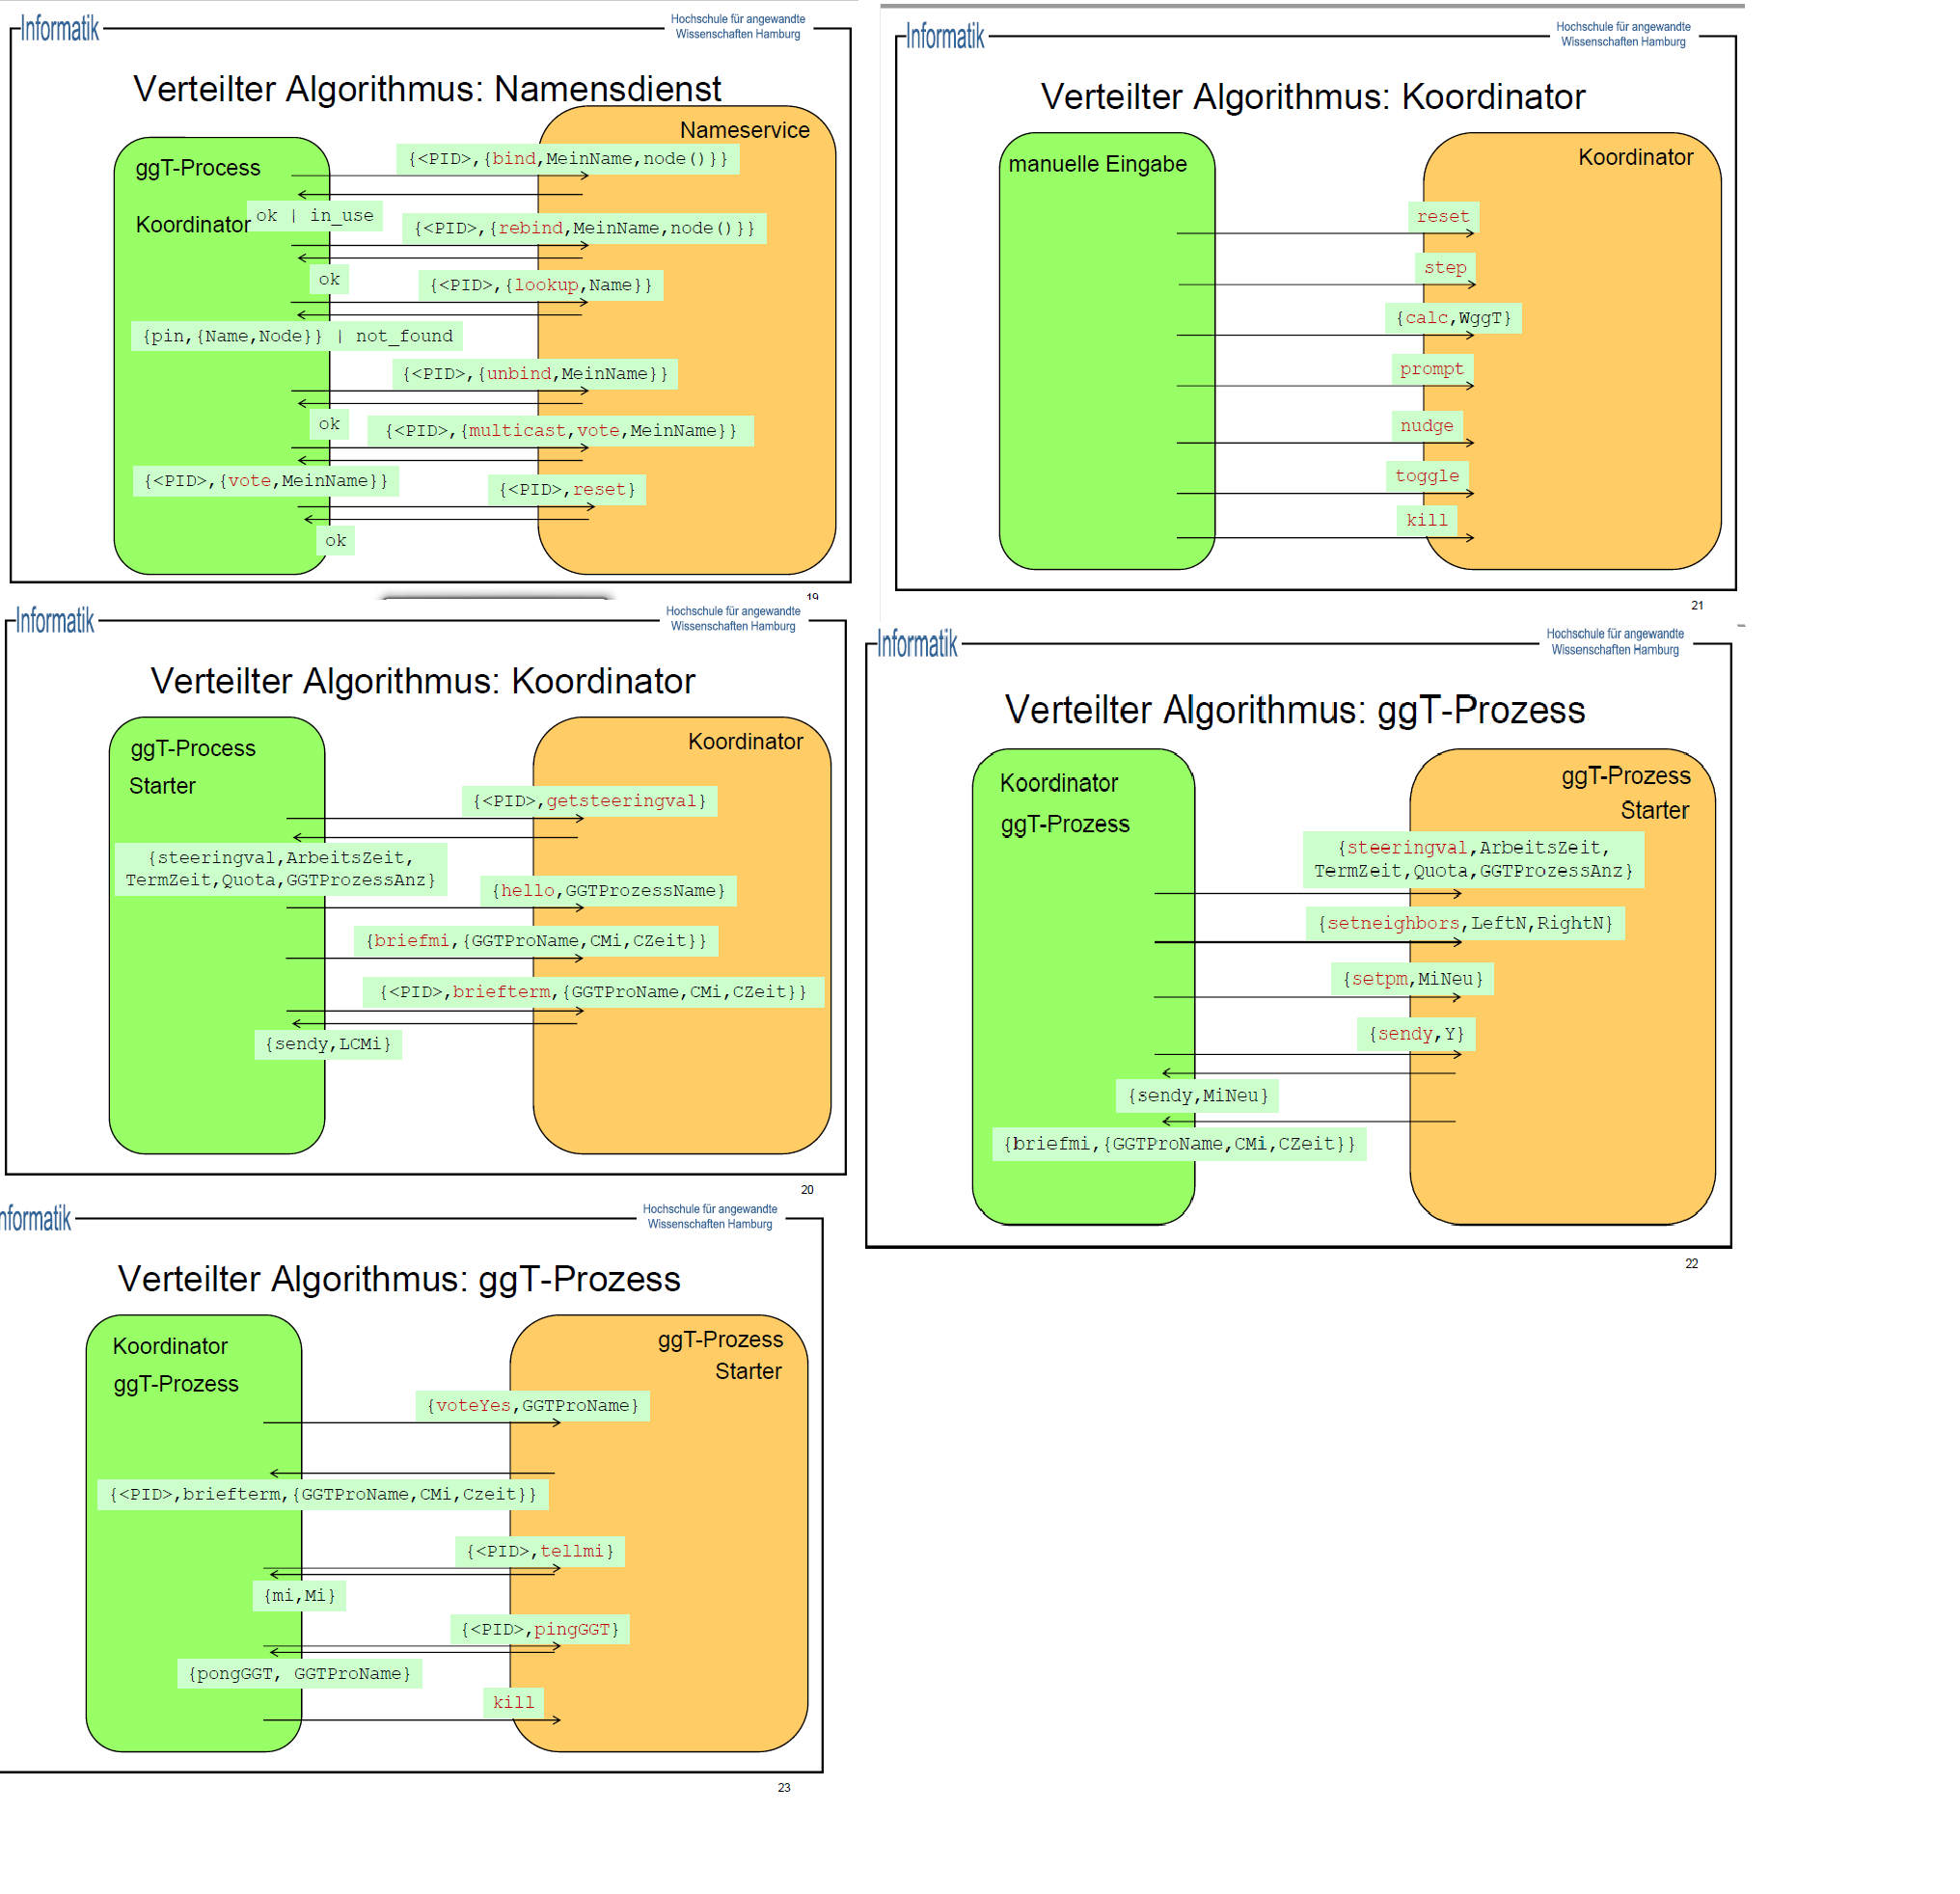 Informatik
Hochschule für angewandte
Wissenschaften Hamburg
Verteilter Algorithmus: Namensdienst
Nameservice
ggT-Process
{<PID>,{bind,MeinName,node()}}
Koordinator
ok | in_use
{<PID>,{rebind,MeinName,node()}}
ok
{<PID>,{lookup,Name}}
{pin,{Name,Node}} | not_found
{<PID>,{unbind,MeinName}}
ok
{<PID>,{multicast,vote,MeinName}}
{<PID>,{vote,MeinName}}
{<PID>,reset}
ok
19
Informatik
Hochschule für angewandte
Wissenschaften Hamburg
Verteilter Algorithmus: Koordinator
manuelle Eingabe
Koordinator
reset
step
{calc,WggT}
prompt
nudge
toggle
kill
21
Informatik
Hochschule für angewandte
Wissenschaften Hamburg
Verteilter Algorithmus: Koordinator
ggT-Process
Starter
Koordinator
{<PID>,getsteeringval}
{steeringval,ArbeitsZeit,
TermZeit,Quota,GGTProzessAnz}
{hello,GGTProzessName}
{briefmi,{GGTProName,CMi,CZeit}}
{<PID>,briefterm,{GGTProName,CMi,CZeit}}
{sendy,LCMi}
20
Informatik
Hochschule für angewandte
Wissenschaften Hamburg
Verteilter Algorithmus: ggT-Prozess
Koordinator
ggT-Prozess
ggT-Prozess
Starter
{steeringval,ArbeitsZeit,
TermZeit,Quota,GGTProzessAnz}
{setneighbors,LeftN,RightN}
{setpm,MiNeu}
{sendy,Y}
{sendy,MiNeu}
{briefmi,{GGTProName,CMi,CZeit}}
22
nformatik
Hochschule für angewandte
Wissenschaften Hamburg
Verteilter Algorithmus: ggT-Prozess
Koordinator
ggT-Prozess
ggT-Prozess
Starter
{voteYes,GGTProName}
{<PID>,briefterm,{GGTProName,CMi,Czeit}}
{<PID>,tellmi}
{mi,Mi}
{<PID>,pingGGT}
{pongGGT, GGTProName}
kill
23